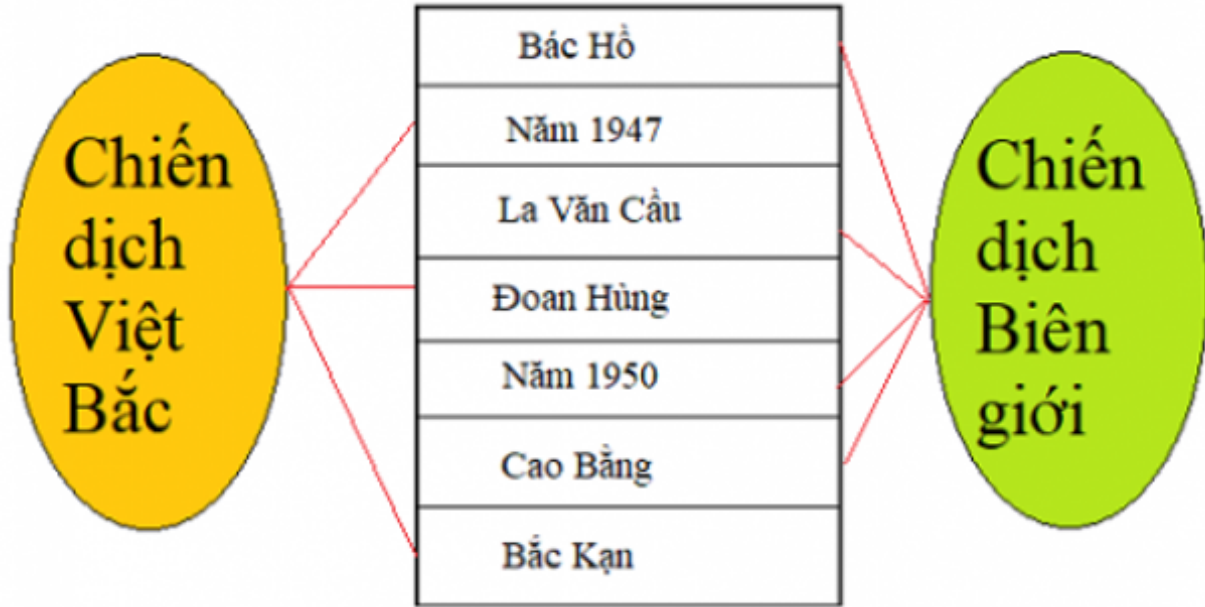 Chiến
dịch
Việt
Bắc
Bác Hồ
Năm 1947
La Văn Cầu
Đoan Hùng
Năm 1950
Cao Bằng
Bắc Kạn
Chiến
dịch
Biên
giới